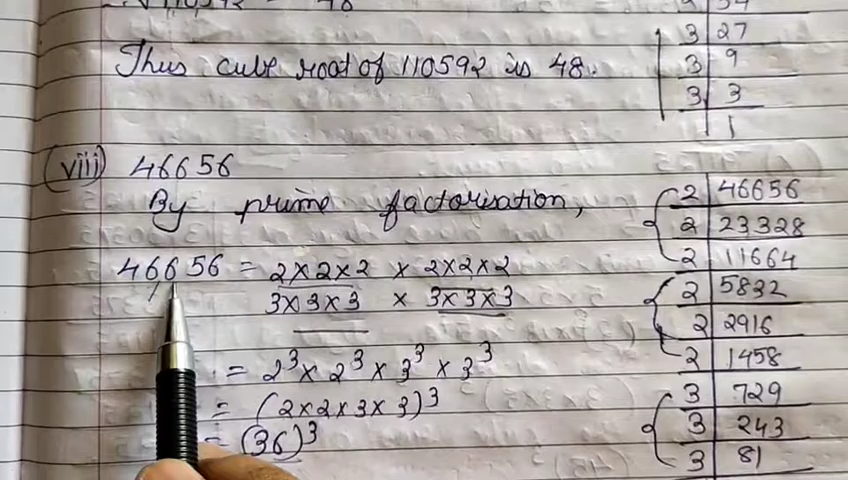 Thus cube root of 110592 is 48.
3 27
3 9
3 3
1
(viii) 46656
By prime factorisation,
46656 = 2×2×2 × 2×2×2
3×3×3 × 3×3×3
= 2³ × 2³ × 3³ × 3³
= (2×2×3×3)³
= (36)³
2 46656
2 23328
2 11664
2 5832
2 2916
2 1458
3 729
3 243
3 81